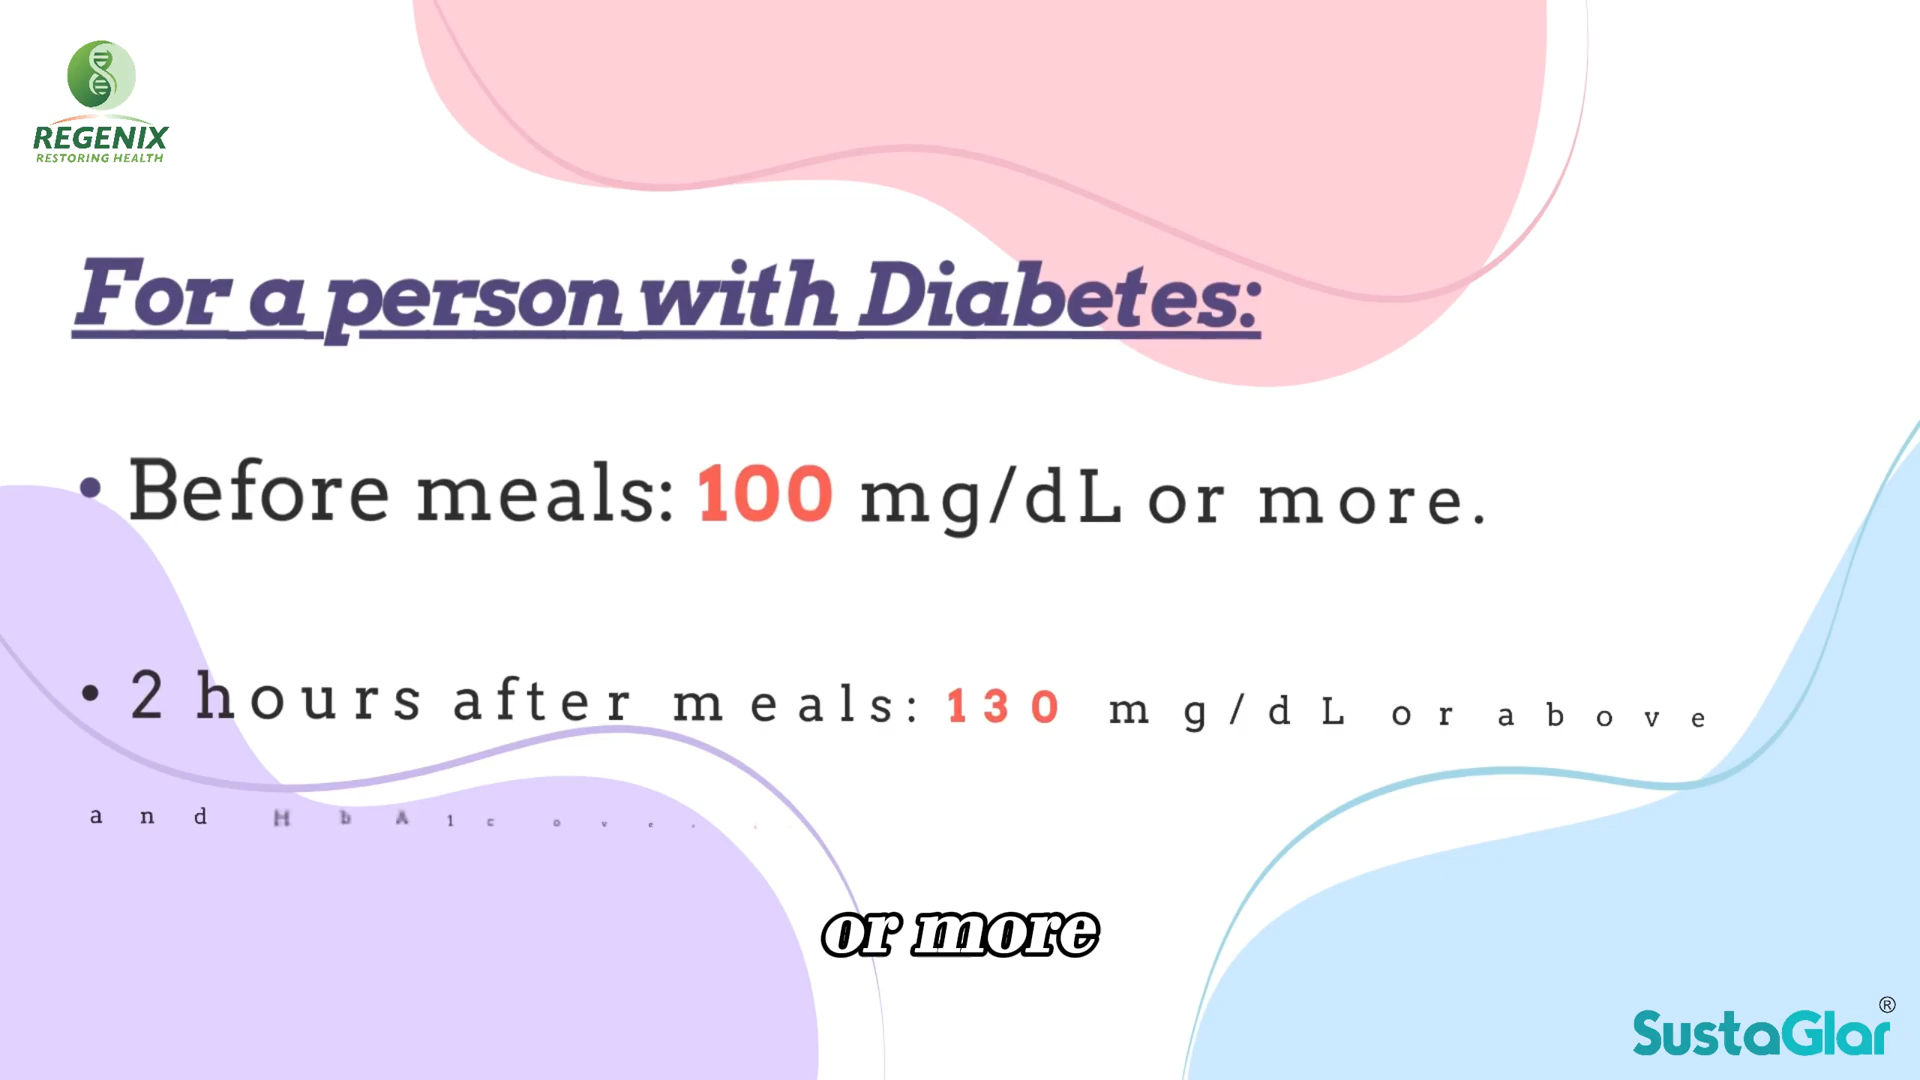 REGENIX
RESTORING HEALTH
For a person with Diabetes:
• Before meals: 100 mg/dL or more.
• 2 hours after meals: 130 mg/dL or above
and HbA1c ove
or more
SustaGlar®